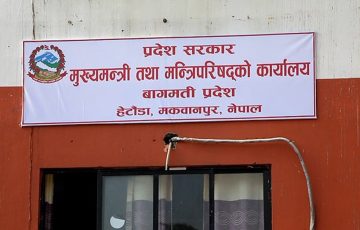 प्रदेश सरकार
मुख्यमन्त्री तथा मन्त्रिपरिषद्को कार्यालय
बागमती प्रदेश
हेटौंडा, मकवानपुर, नेपाल